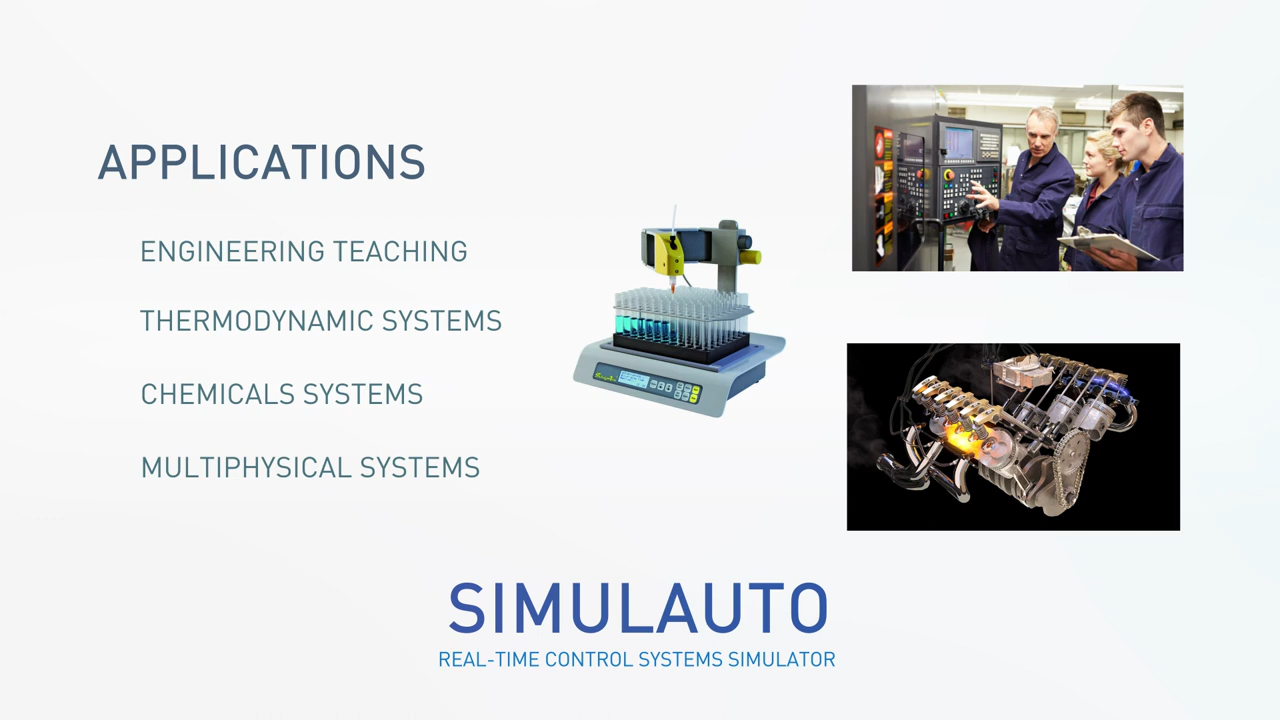 APPLICATIONS
ENGINEERING TEACHING
THERMODYNAMIC SYSTEMS
CHEMICALS SYSTEMS
MULTIPHYSICAL SYSTEMS
SIMULAUTO
REAL-TIME CONTROL SYSTEMS SIMULATOR